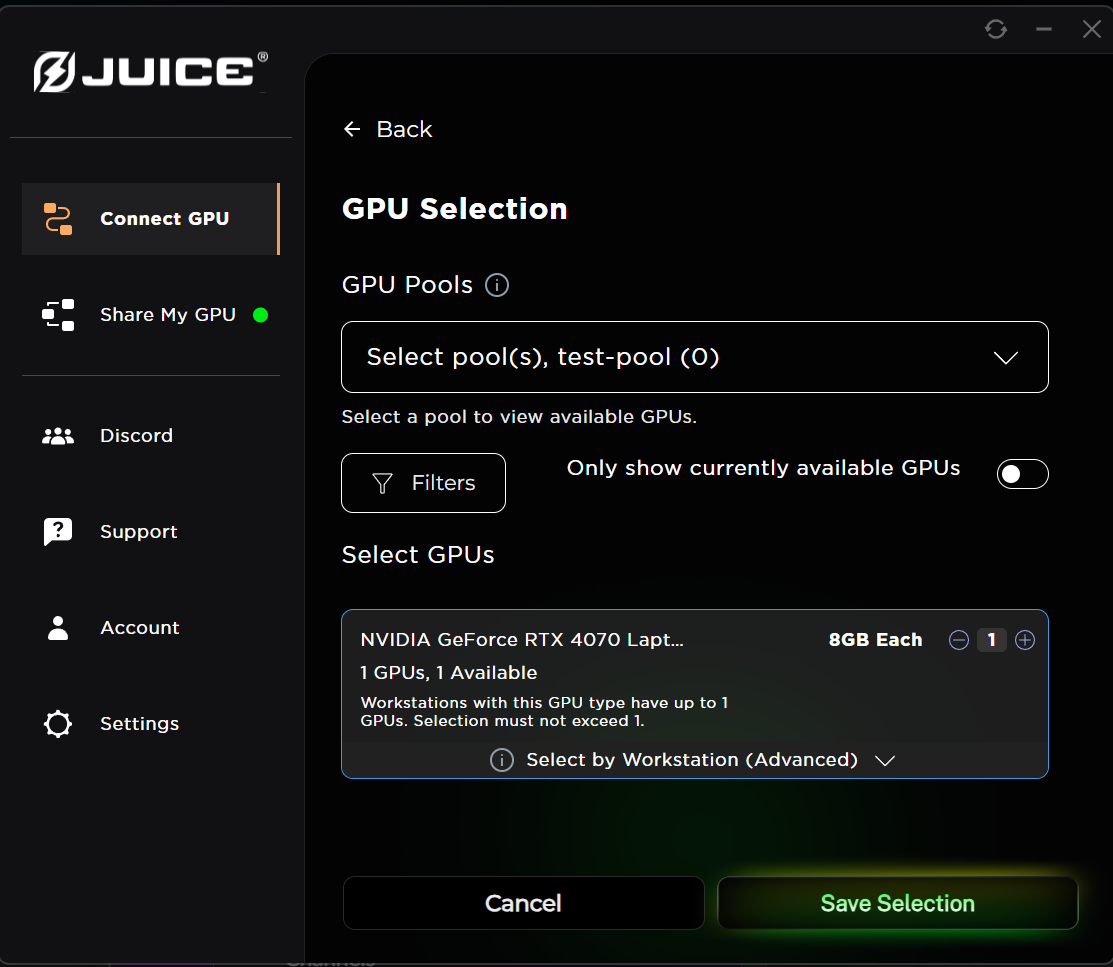 JUICE®
Back
Connect GPU
GPU Selection
GPU Pools
Share My GPU
Select pool(s), test-pool (0)
Select a pool to view available GPUs.
Discord
Filters
Only show currently available GPUs
Support
Select GPUs
Account
NVIDIA GeForce RTX 4070 Lapt...
8GB Each
1
1 GPUs, 1 Available
Workstations with this GPU type have up to 1
GPUs. Selection must not exceed 1.
Settings
Select by Workstation (Advanced)
Cancel
Save Selection